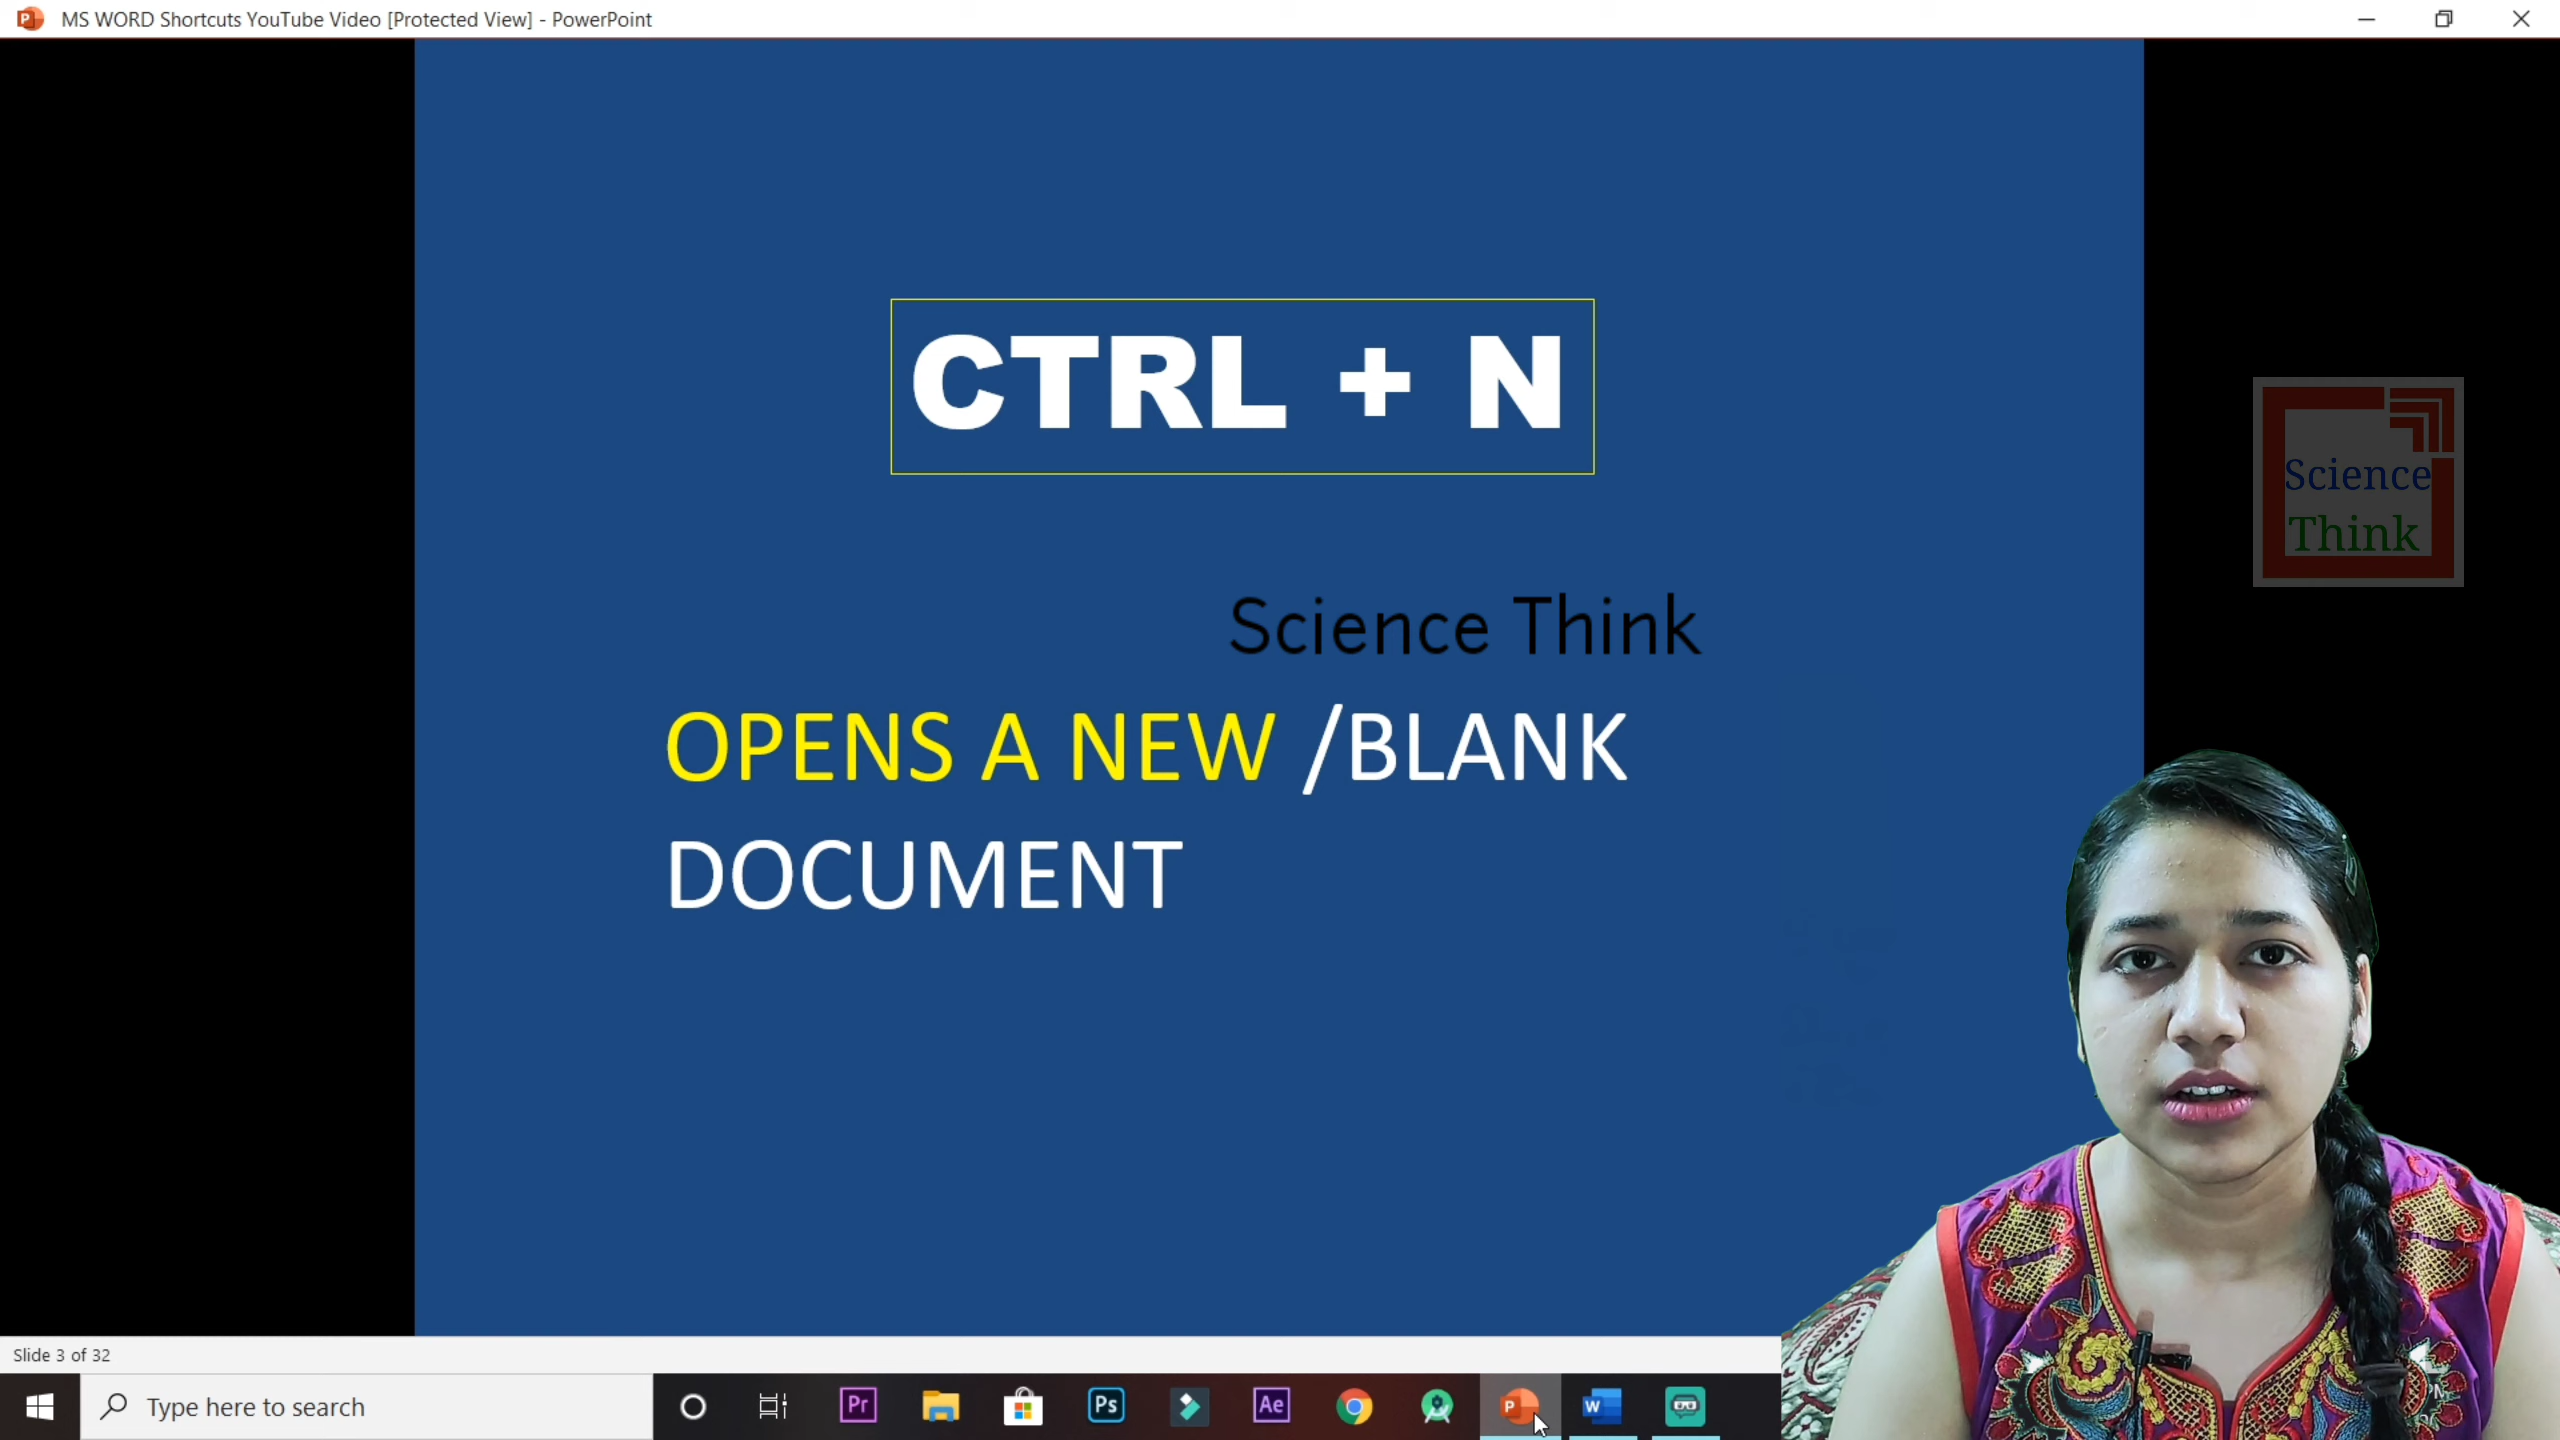 MS WORD Shortcuts YouTube Video [Protected View] - PowerPoint
CTRL + N
Science
Think
Science Think
OPENS A NEW /BLANK
DOCUMENT
Slide 3 of 32
Type here to search
Pr
Ps
Ae
P
W